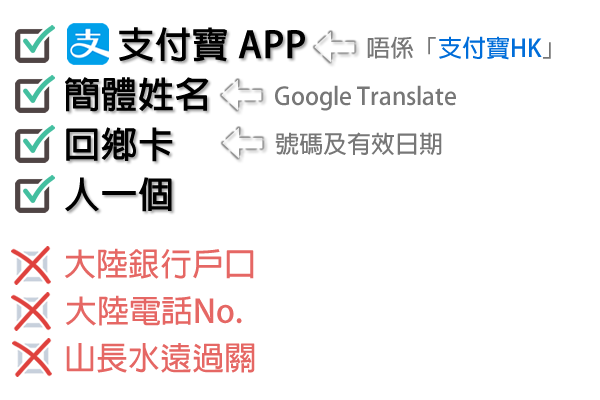 支 支付寶 APP 唔係「支付寶HK」
簡體姓名 Google Translate
回鄉卡 號碼及有效日期
人一個
大陸銀行戶口
大陸電話No.
山長水遠過關